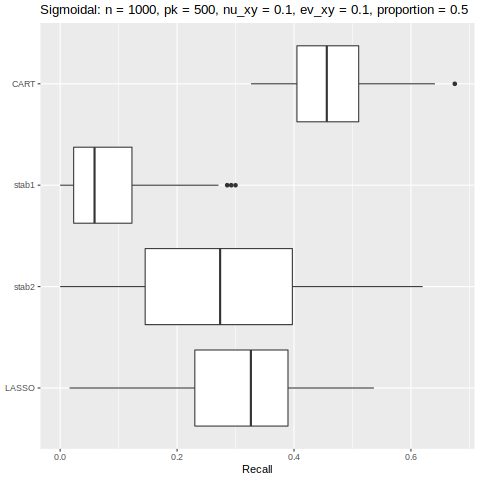 Sigmoidal: n = 1000, pk = 500, nu_xy = 0.1, ev_xy = 0.1, proportion = 0.5
CART
stab1
stab2
LASSO
0.0 0.2 0.4 0.6
Recall